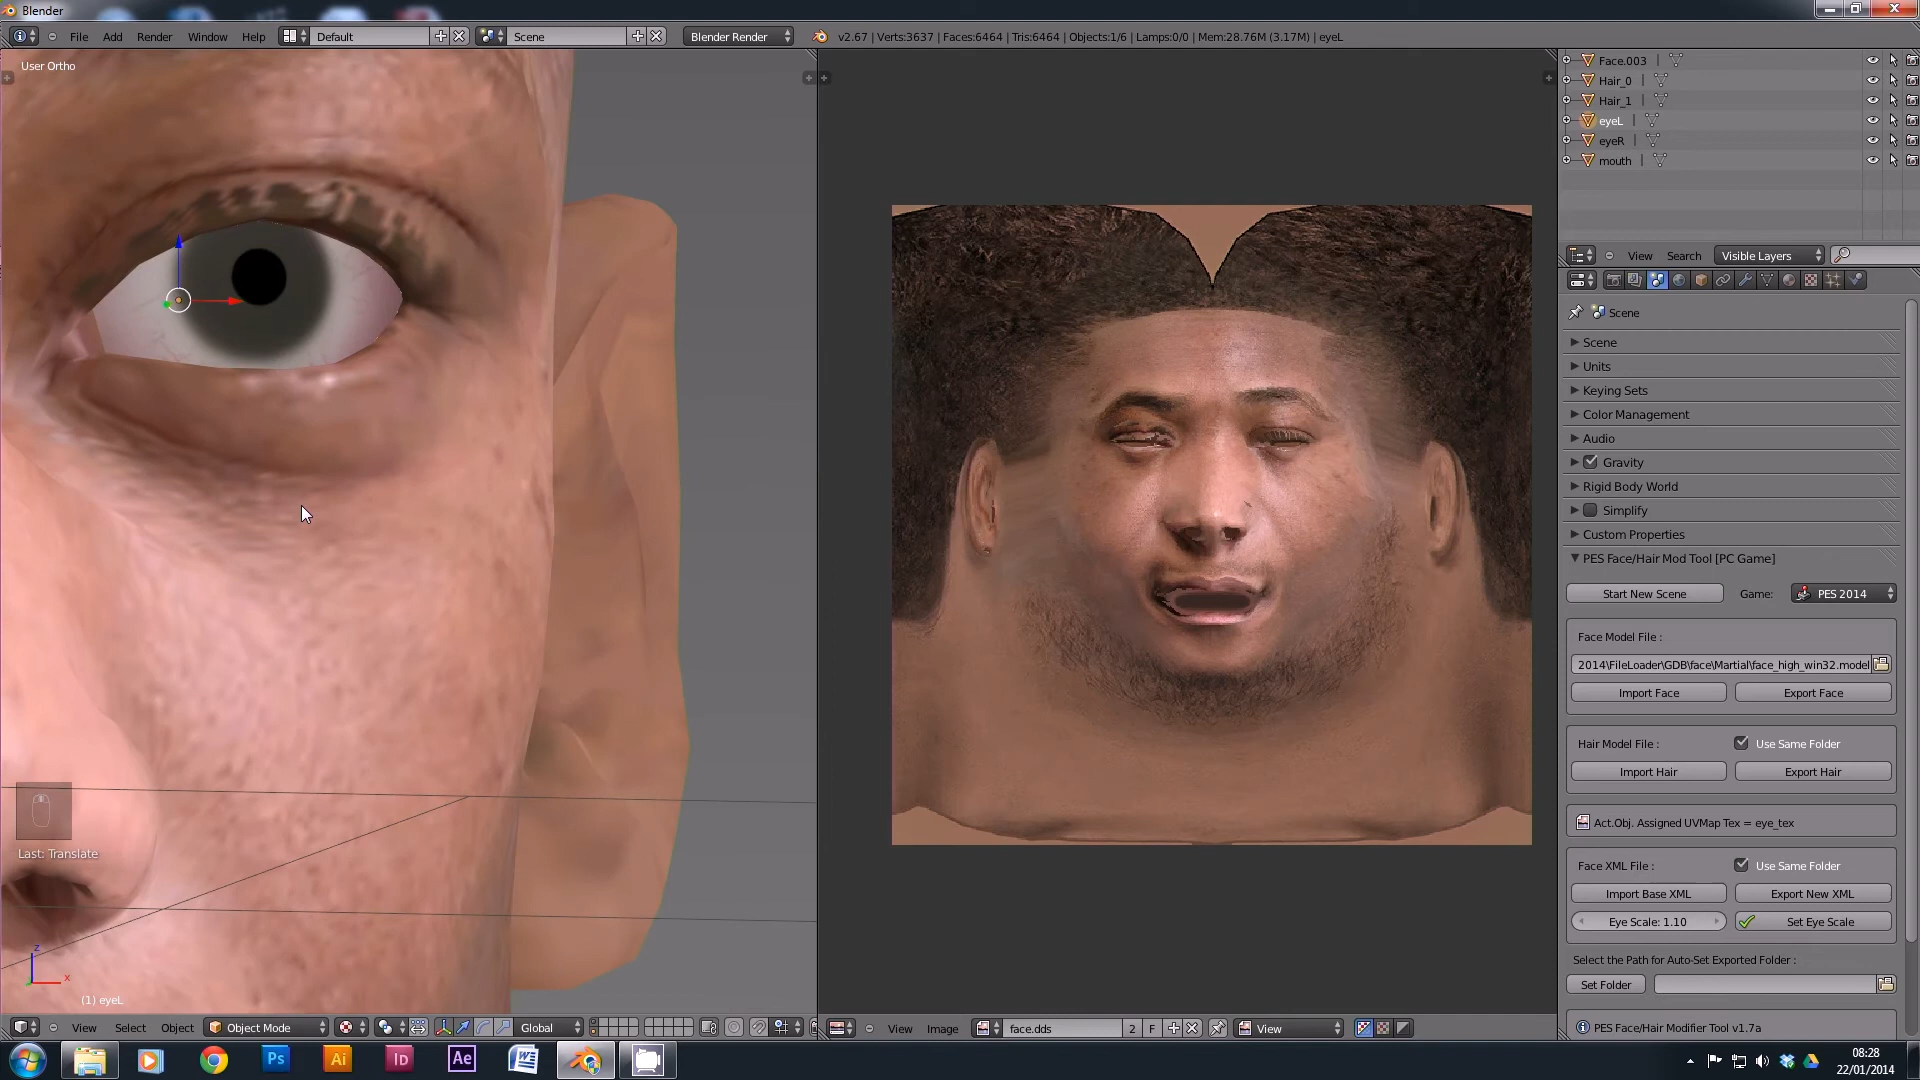 Blender
File Add Render Window Help Default Scene Blender Render v2.67 | Verts:3637 | Faces:6464 | Tris:6464 | Objects:1/6 | Lamps:0/0 | Mem:28.76M (3.17M) | eyeL
User Ortho
Face.003
Hair_0
Hair_1
eyeL
eyeR
mouth
View Search Visible Layers
Scene
Scene
Units
Keying Sets
Color Management
Audio
Gravity
Rigid Body World
Simplify
Custom Properties
PES Face/Hair Mod Tool [PC Game]
Start New Scene Game: PES 2014
Face Model File :
2014\FileLoader\GDB\face\Martial\face_high_win32.model
Import Face Export Face
Hair Model File : Use Same Folder
Import Hair Export Hair
Act.Obj. Assigned UVMap Tex = eye_tex
Face XML File : Use Same Folder
Import Base XML Export New XML
Eye Scale: 1.10 Set Eye Scale
Select the Path for Auto-Set Exported Folder :
Set Folder
PES Face/Hair Modifier Tool v1.7a
Last: Translate
z
x
(1) eyeL
View Select Object Object Mode Global
View Image face.dds 2 F View
Ps Ai Id Ae W
08:28
22/01/2014